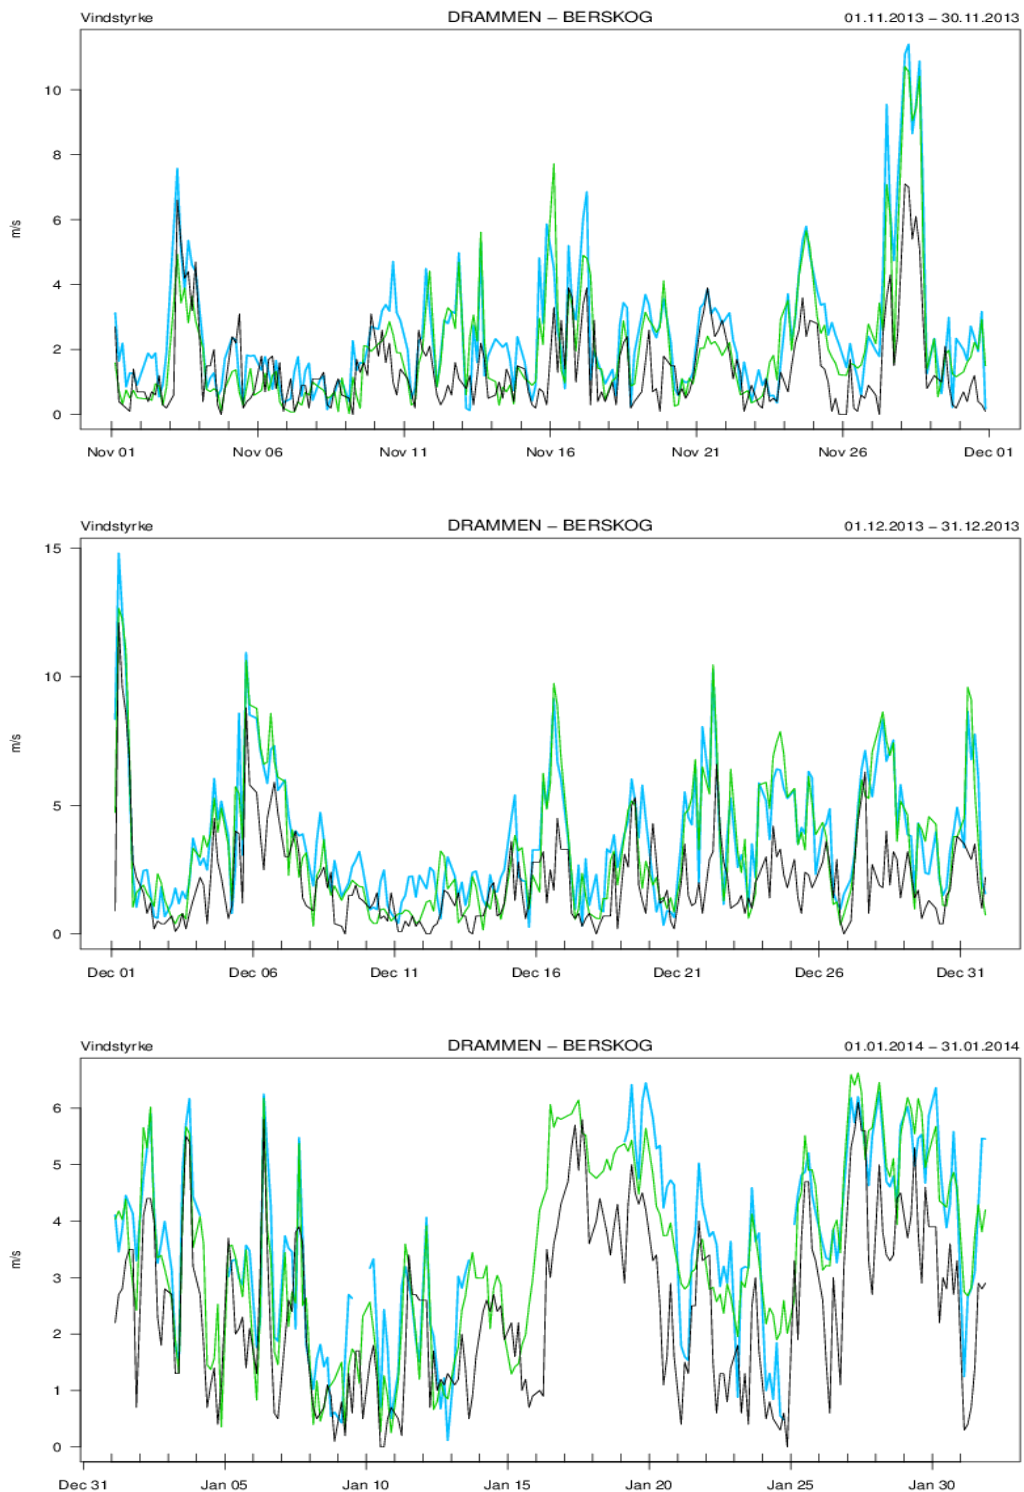 Vindstyrke DRAMMEN – BERSKOG 01.11.2013 – 30.11.2013
10
8
6
m/s
4
2
0
Nov 01 Nov 06 Nov 11 Nov 16 Nov 21 Nov 26 Dec 01
Vindstyrke DRAMMEN – BERSKOG 01.12.2013 – 31.12.2013
15
10
m/s
5
0
Dec 01 Dec 06 Dec 11 Dec 16 Dec 21 Dec 26 Dec 31
Vindstyrke DRAMMEN – BERSKOG 01.01.2014 – 31.01.2014
6
5
4
m/s
3
2
1
0
Dec 31 Jan 05 Jan 10 Jan 15 Jan 20 Jan 25 Jan 30